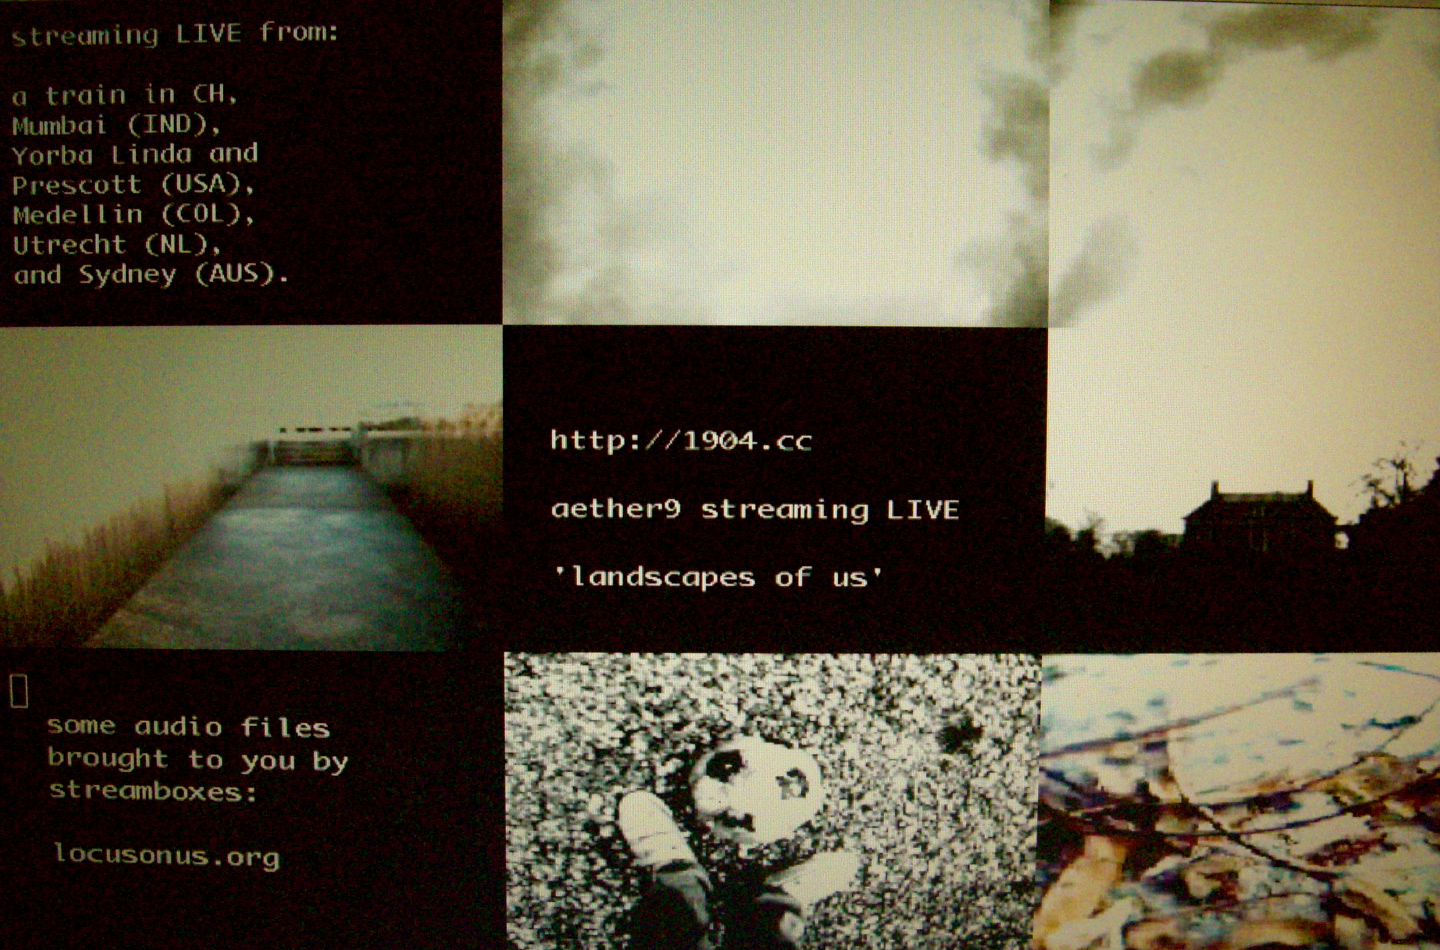 streaming LIVE from:
a train in CH,
Mumbai (IND),
Yorba Linda and
Prescott (USA),
Medellin (COL),
Utrecht (NL),
and Sydney (AUS).
http://1904.cc
aether9 streaming LIVE
'landscapes of us'
some audio files
brought to you by
streamboxes:
locusonus.org